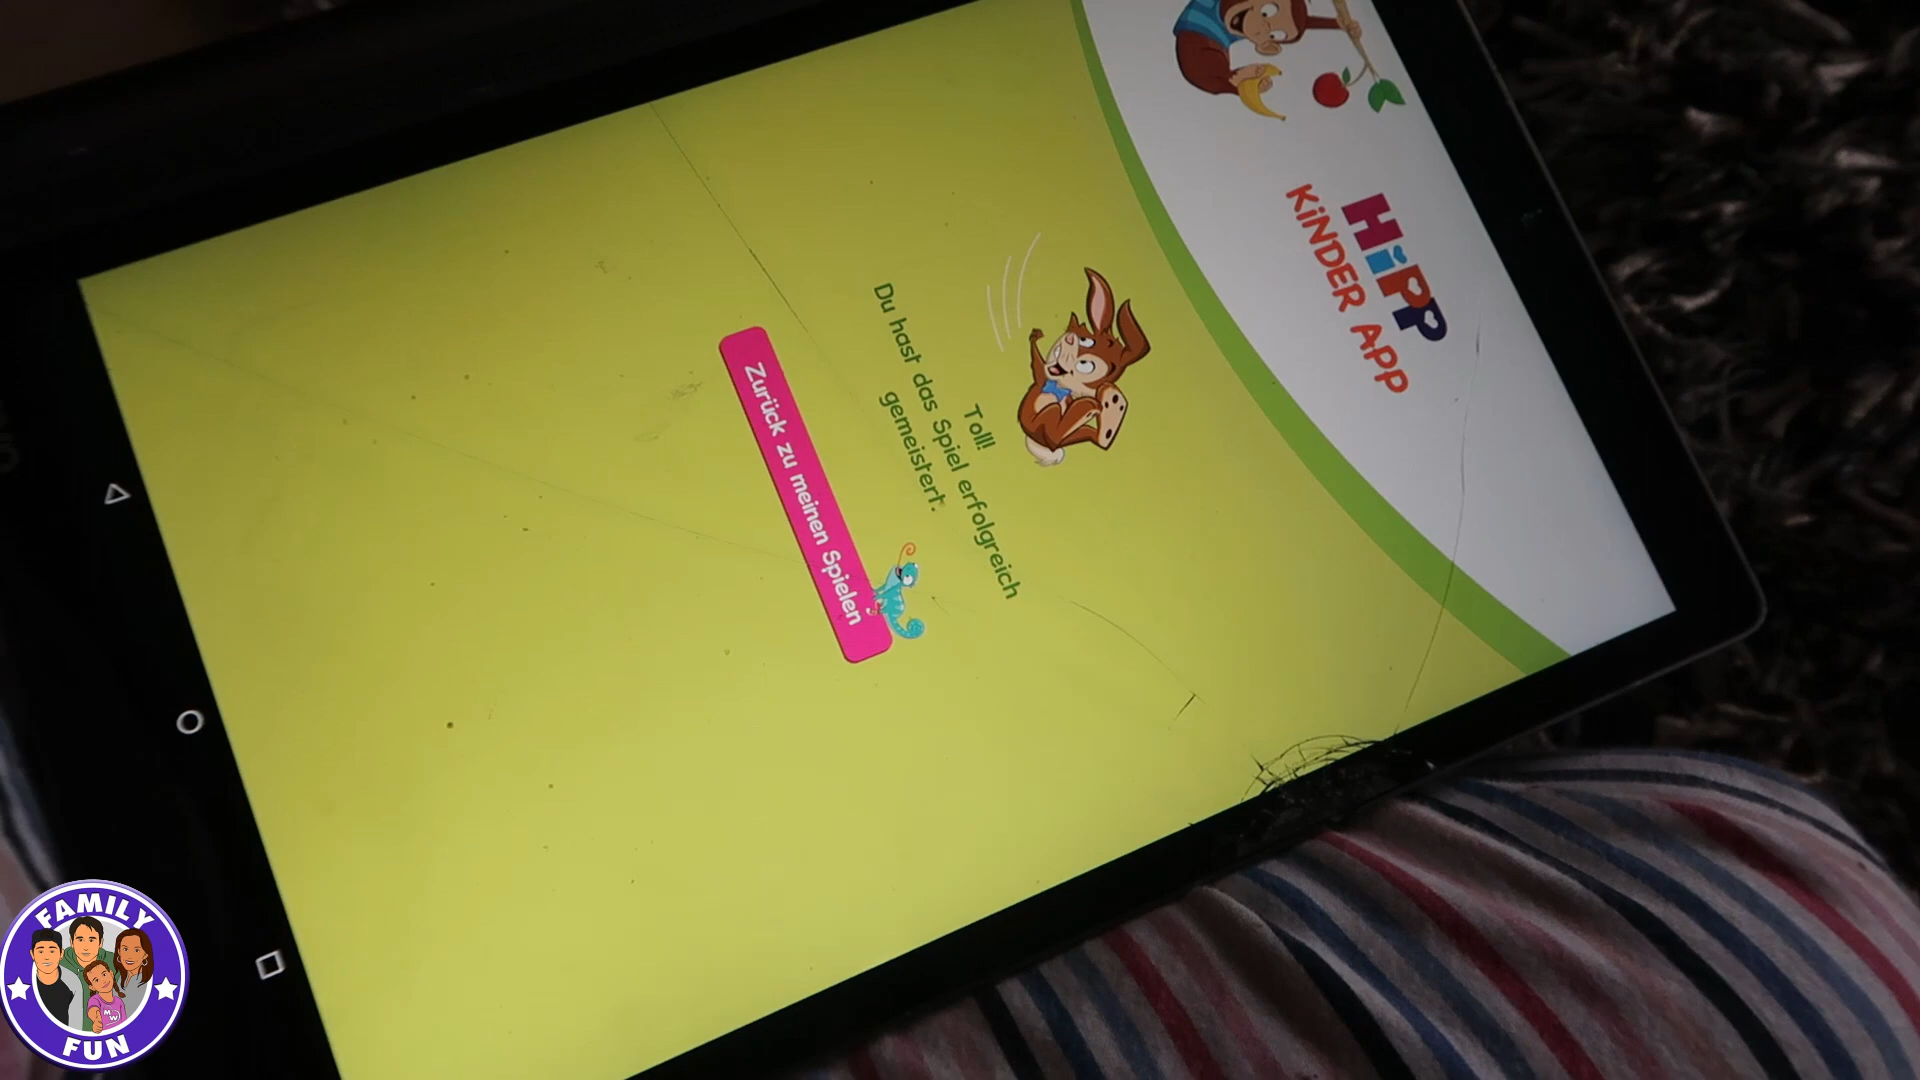 HiPP
KiNDER APP
Toll!
Du hast das Spiel erfolgreich
gemeistert.
Zurück zu meinen Spielen
FAMILY
FUN